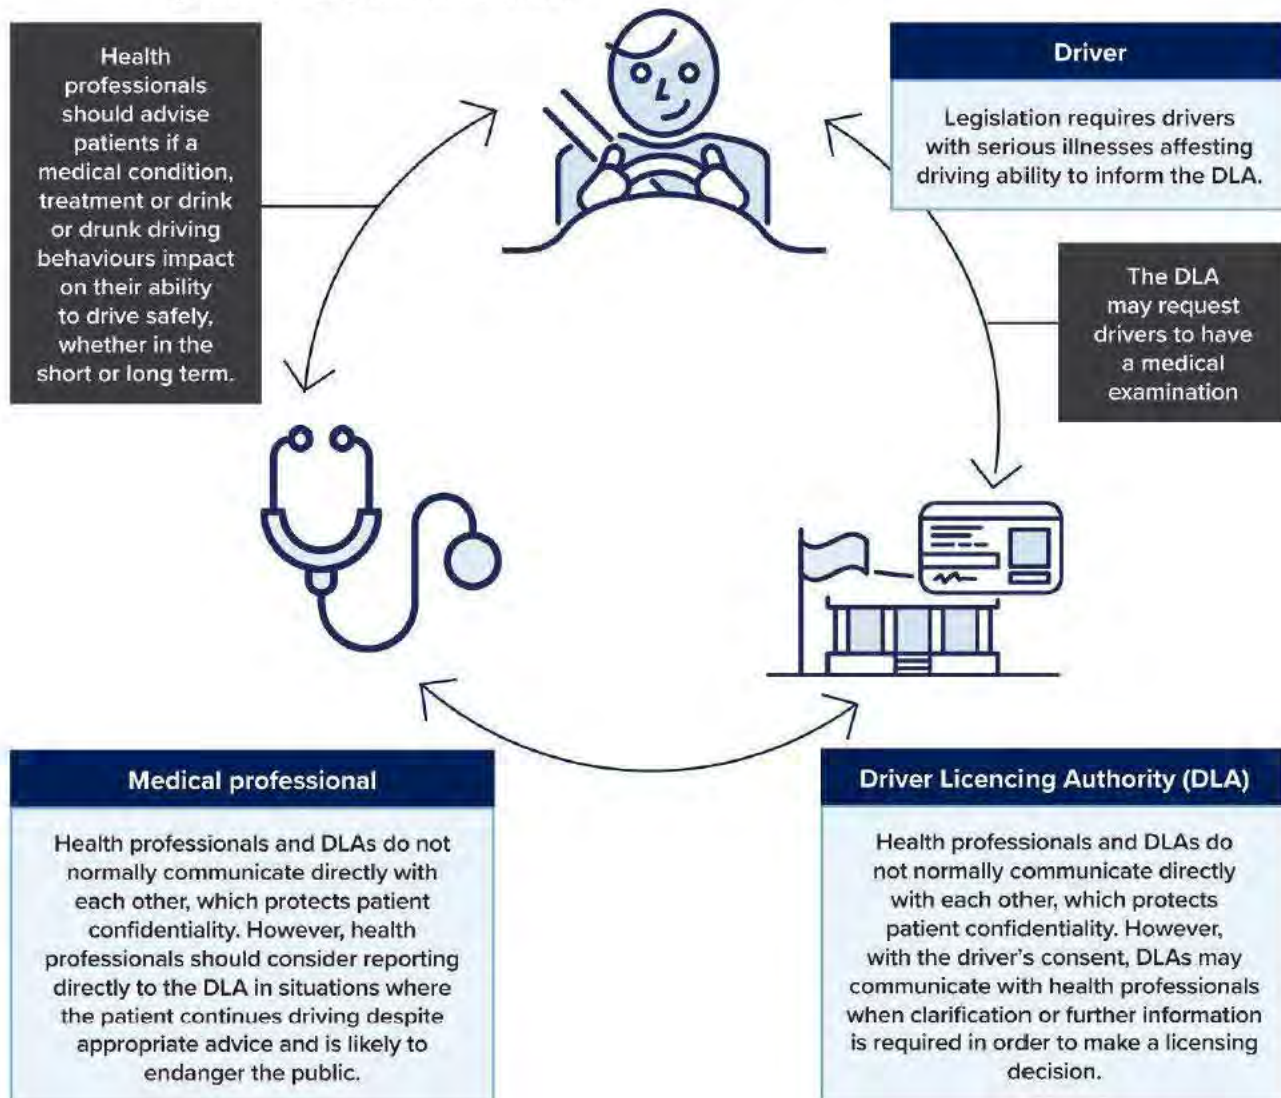 Health
professionals
should advise
patients if a
medical condition,
treatment or drink
or drunk driving
behaviours impact
on their ability
to drive safely,
whether in the
short or long term.
Driver
Legislation requires drivers
with serious illnesses affesting
driving ability to inform the DLA.
The DLA
may request
drivers to have
a medical
examination
Medical professional
Health professionals and DLAs do not
normally communicate directly with
each other, which protects patient
confidentiality. However, health
professionals should consider reporting
directly to the DLA in situations where
the patient continues driving despite
appropriate advice and is likely to
endanger the public.
Driver Licencing Authority (DLA)
Health professionals and DLAs do
not normally communicate directly
with each other, which protects
patient confidentiality. However,
with the driver's consent, DLAs may
communicate with health professionals
when clarification or further information
is required in order to make a licensing
decision.